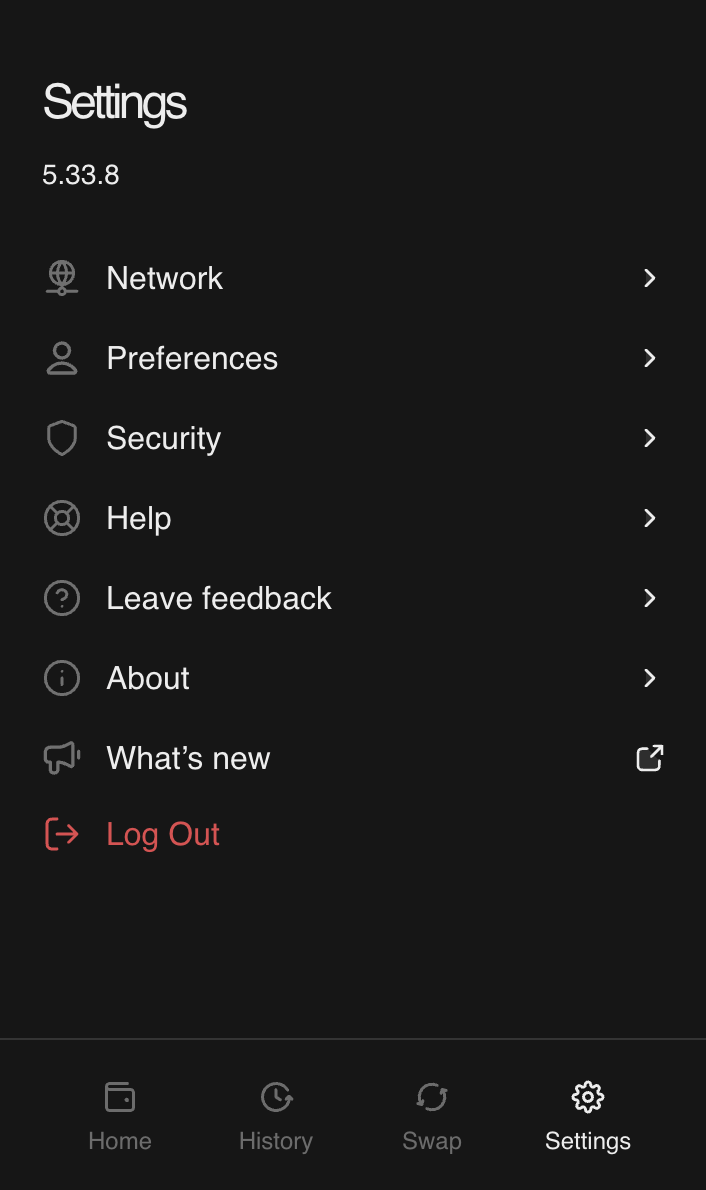 Settings
5.33.8
Network
Preferences
Security
Help
Leave feedback
About
What’s new
Log Out
Home
History
Swap
Settings